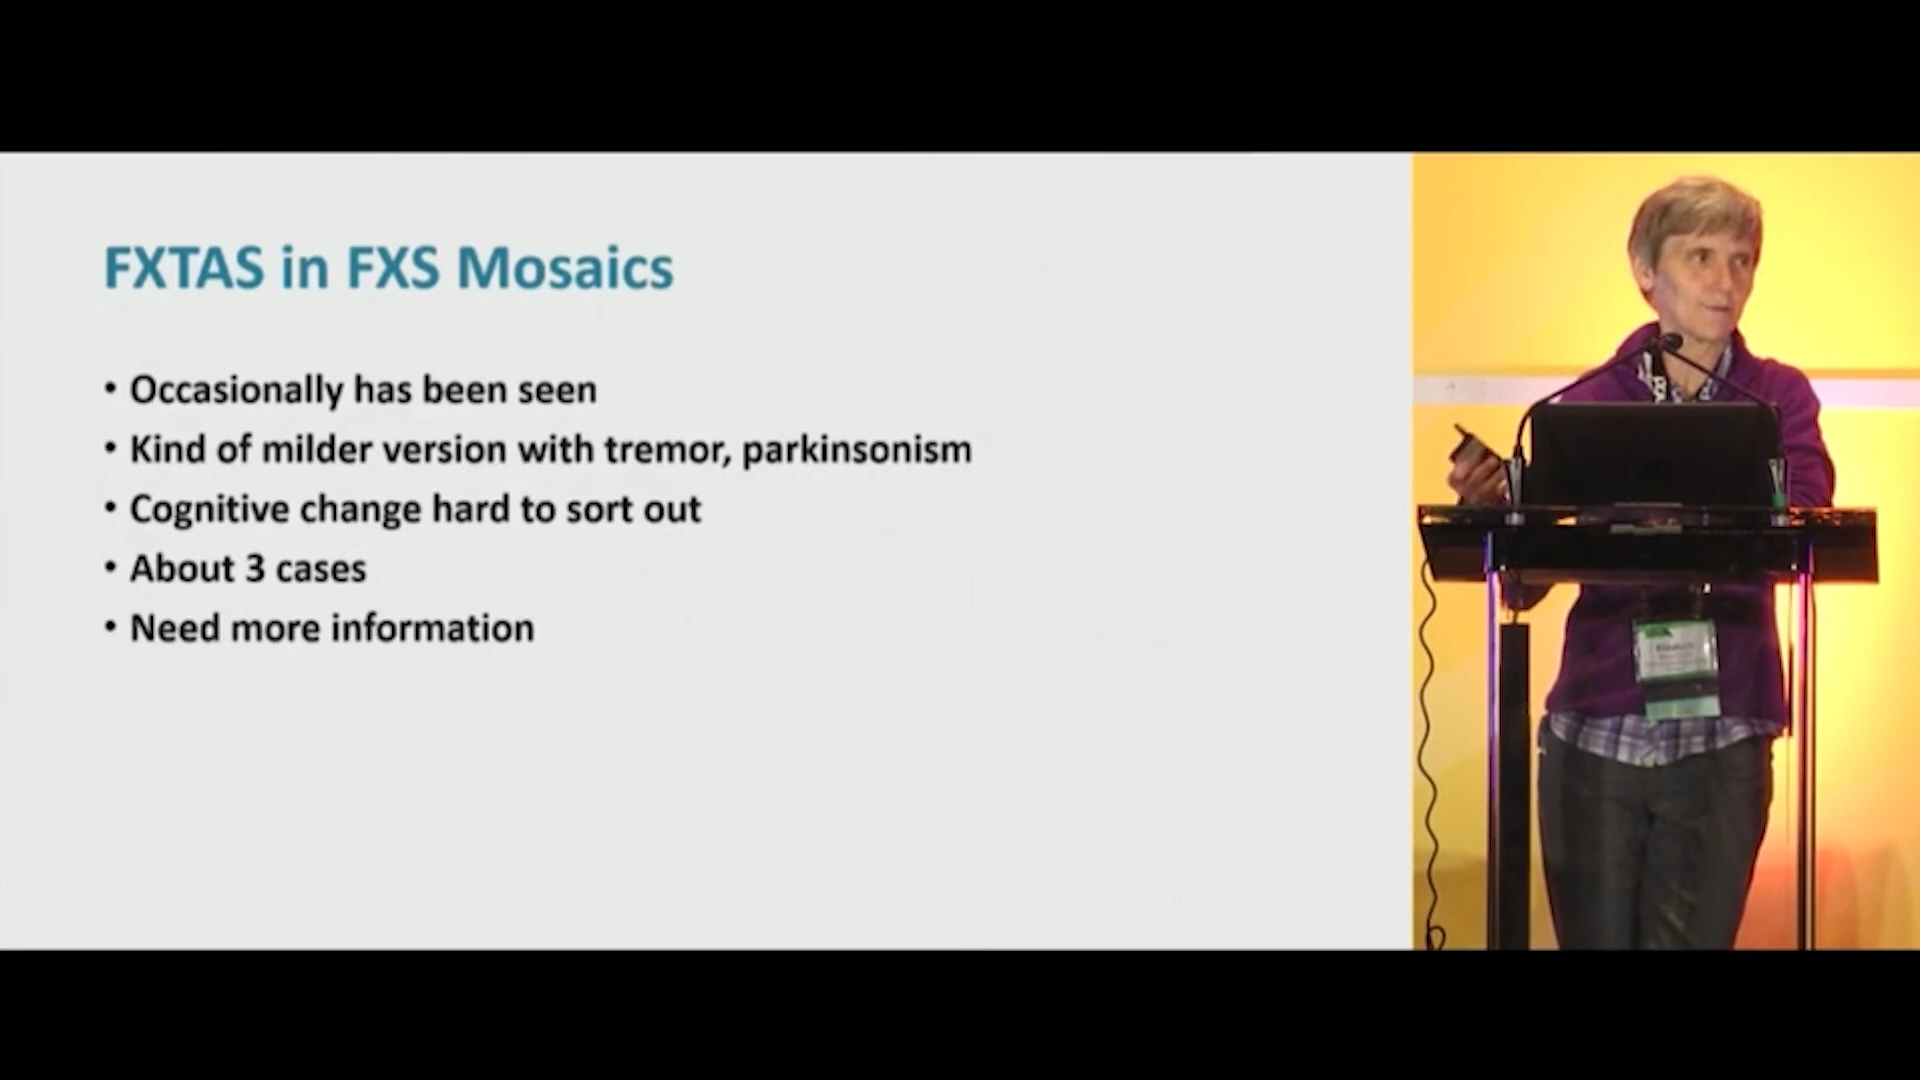 FXTAS in FXS Mosaics
• Occasionally has been seen
• Kind of milder version with tremor, parkinsonism
• Cognitive change hard to sort out
• About 3 cases
• Need more information